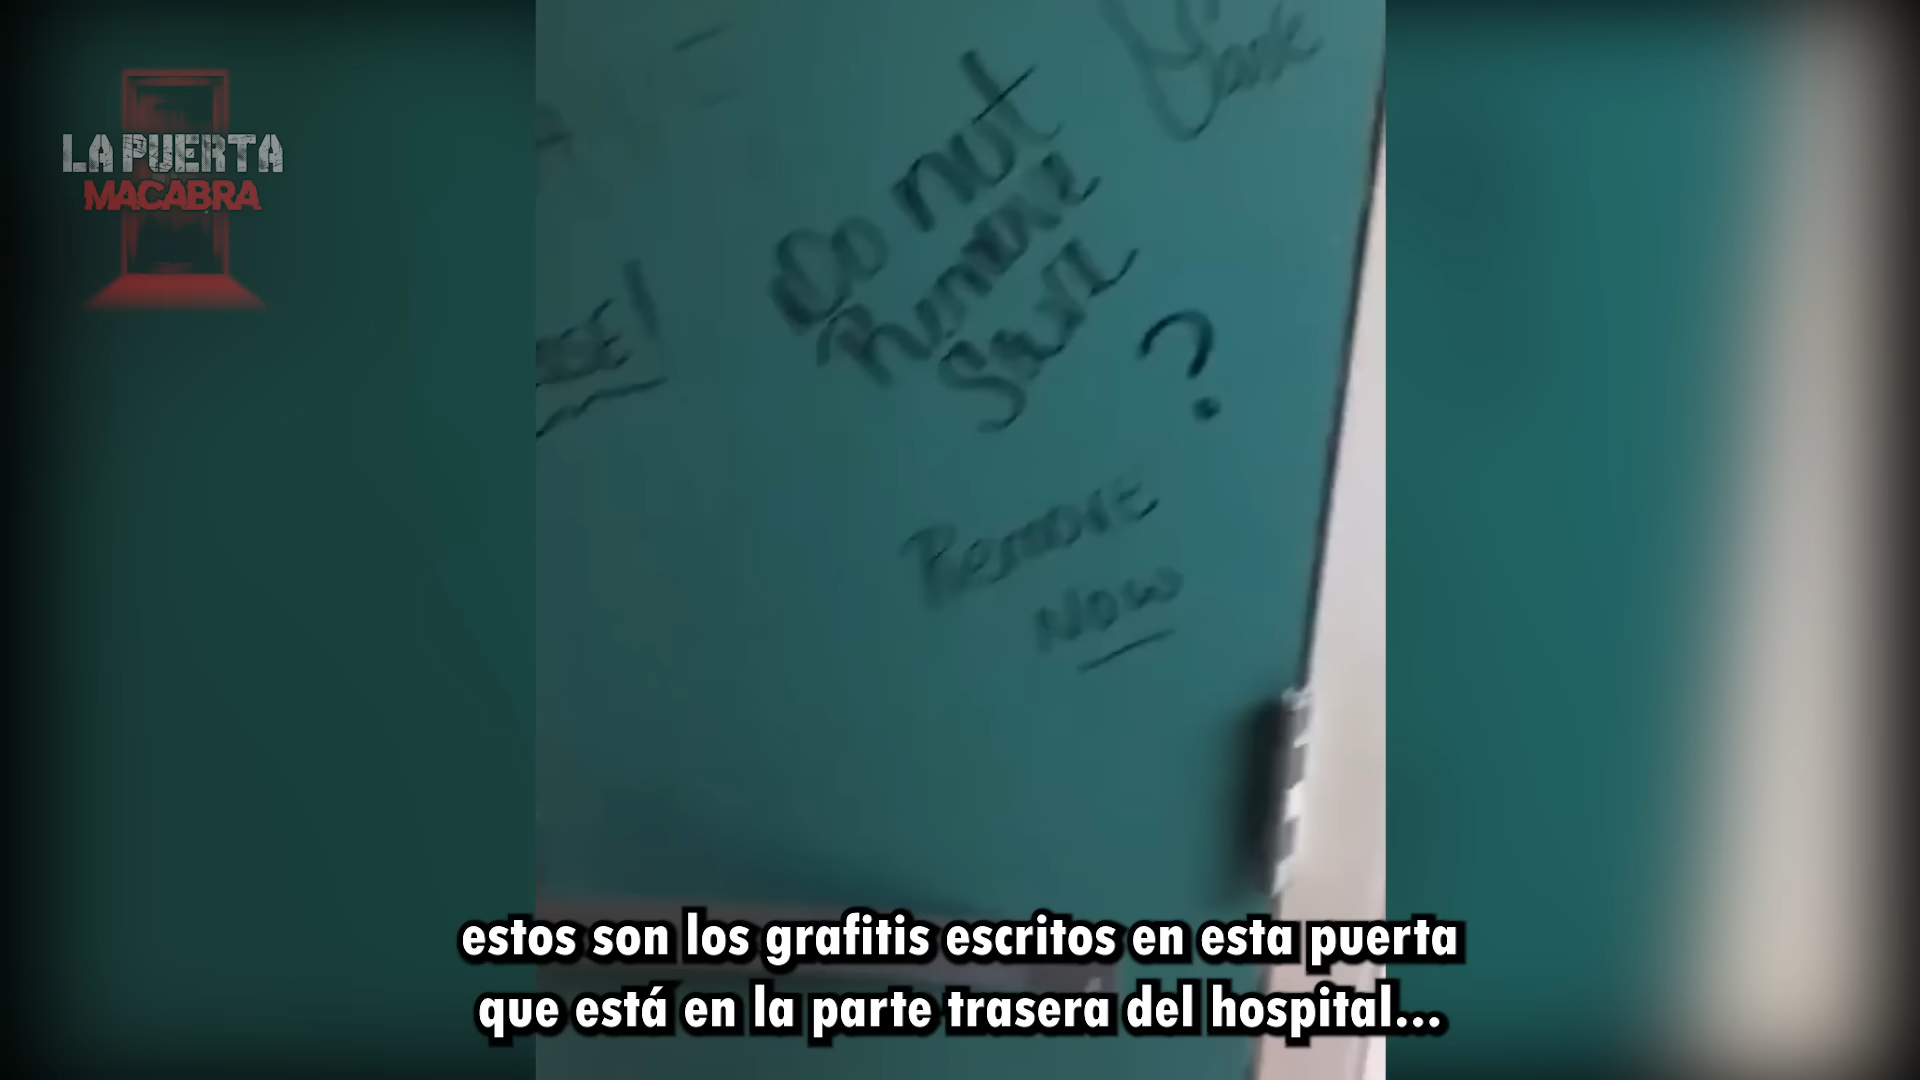 LA PUERTA
MACABRA
Do not
Remove
Save
?
Remove
Now
estos son los grafitis escritos en esta puerta
que está en la parte trasera del hospital...